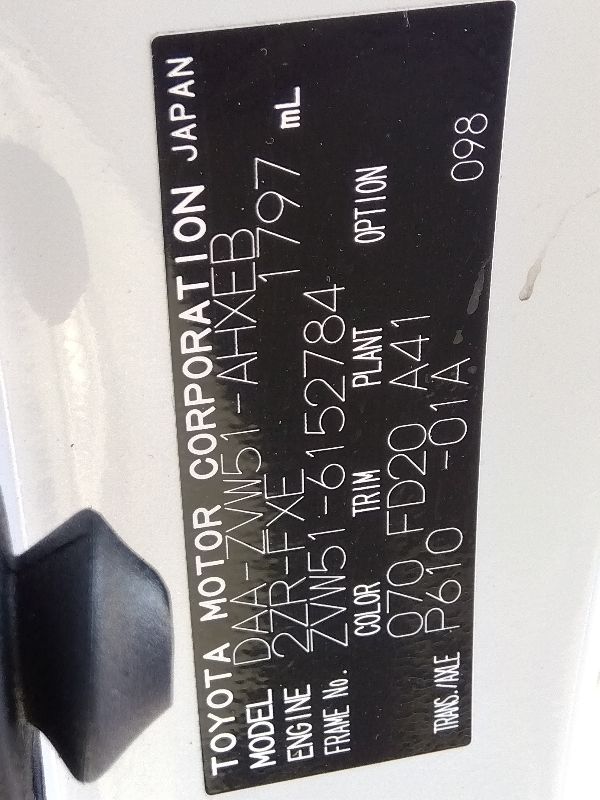 TOYOTA MOTOR CORPORATION JAPAN
MODEL DAA-ZVW51-AHXEB
ENGINE 2ZR-FXE 1797 mL
FRAME No. ZVW51-6152784
COLOR TRIM PLANT OPTION
070 FD20 A41
TRANS./AXLE P610 -01A 098